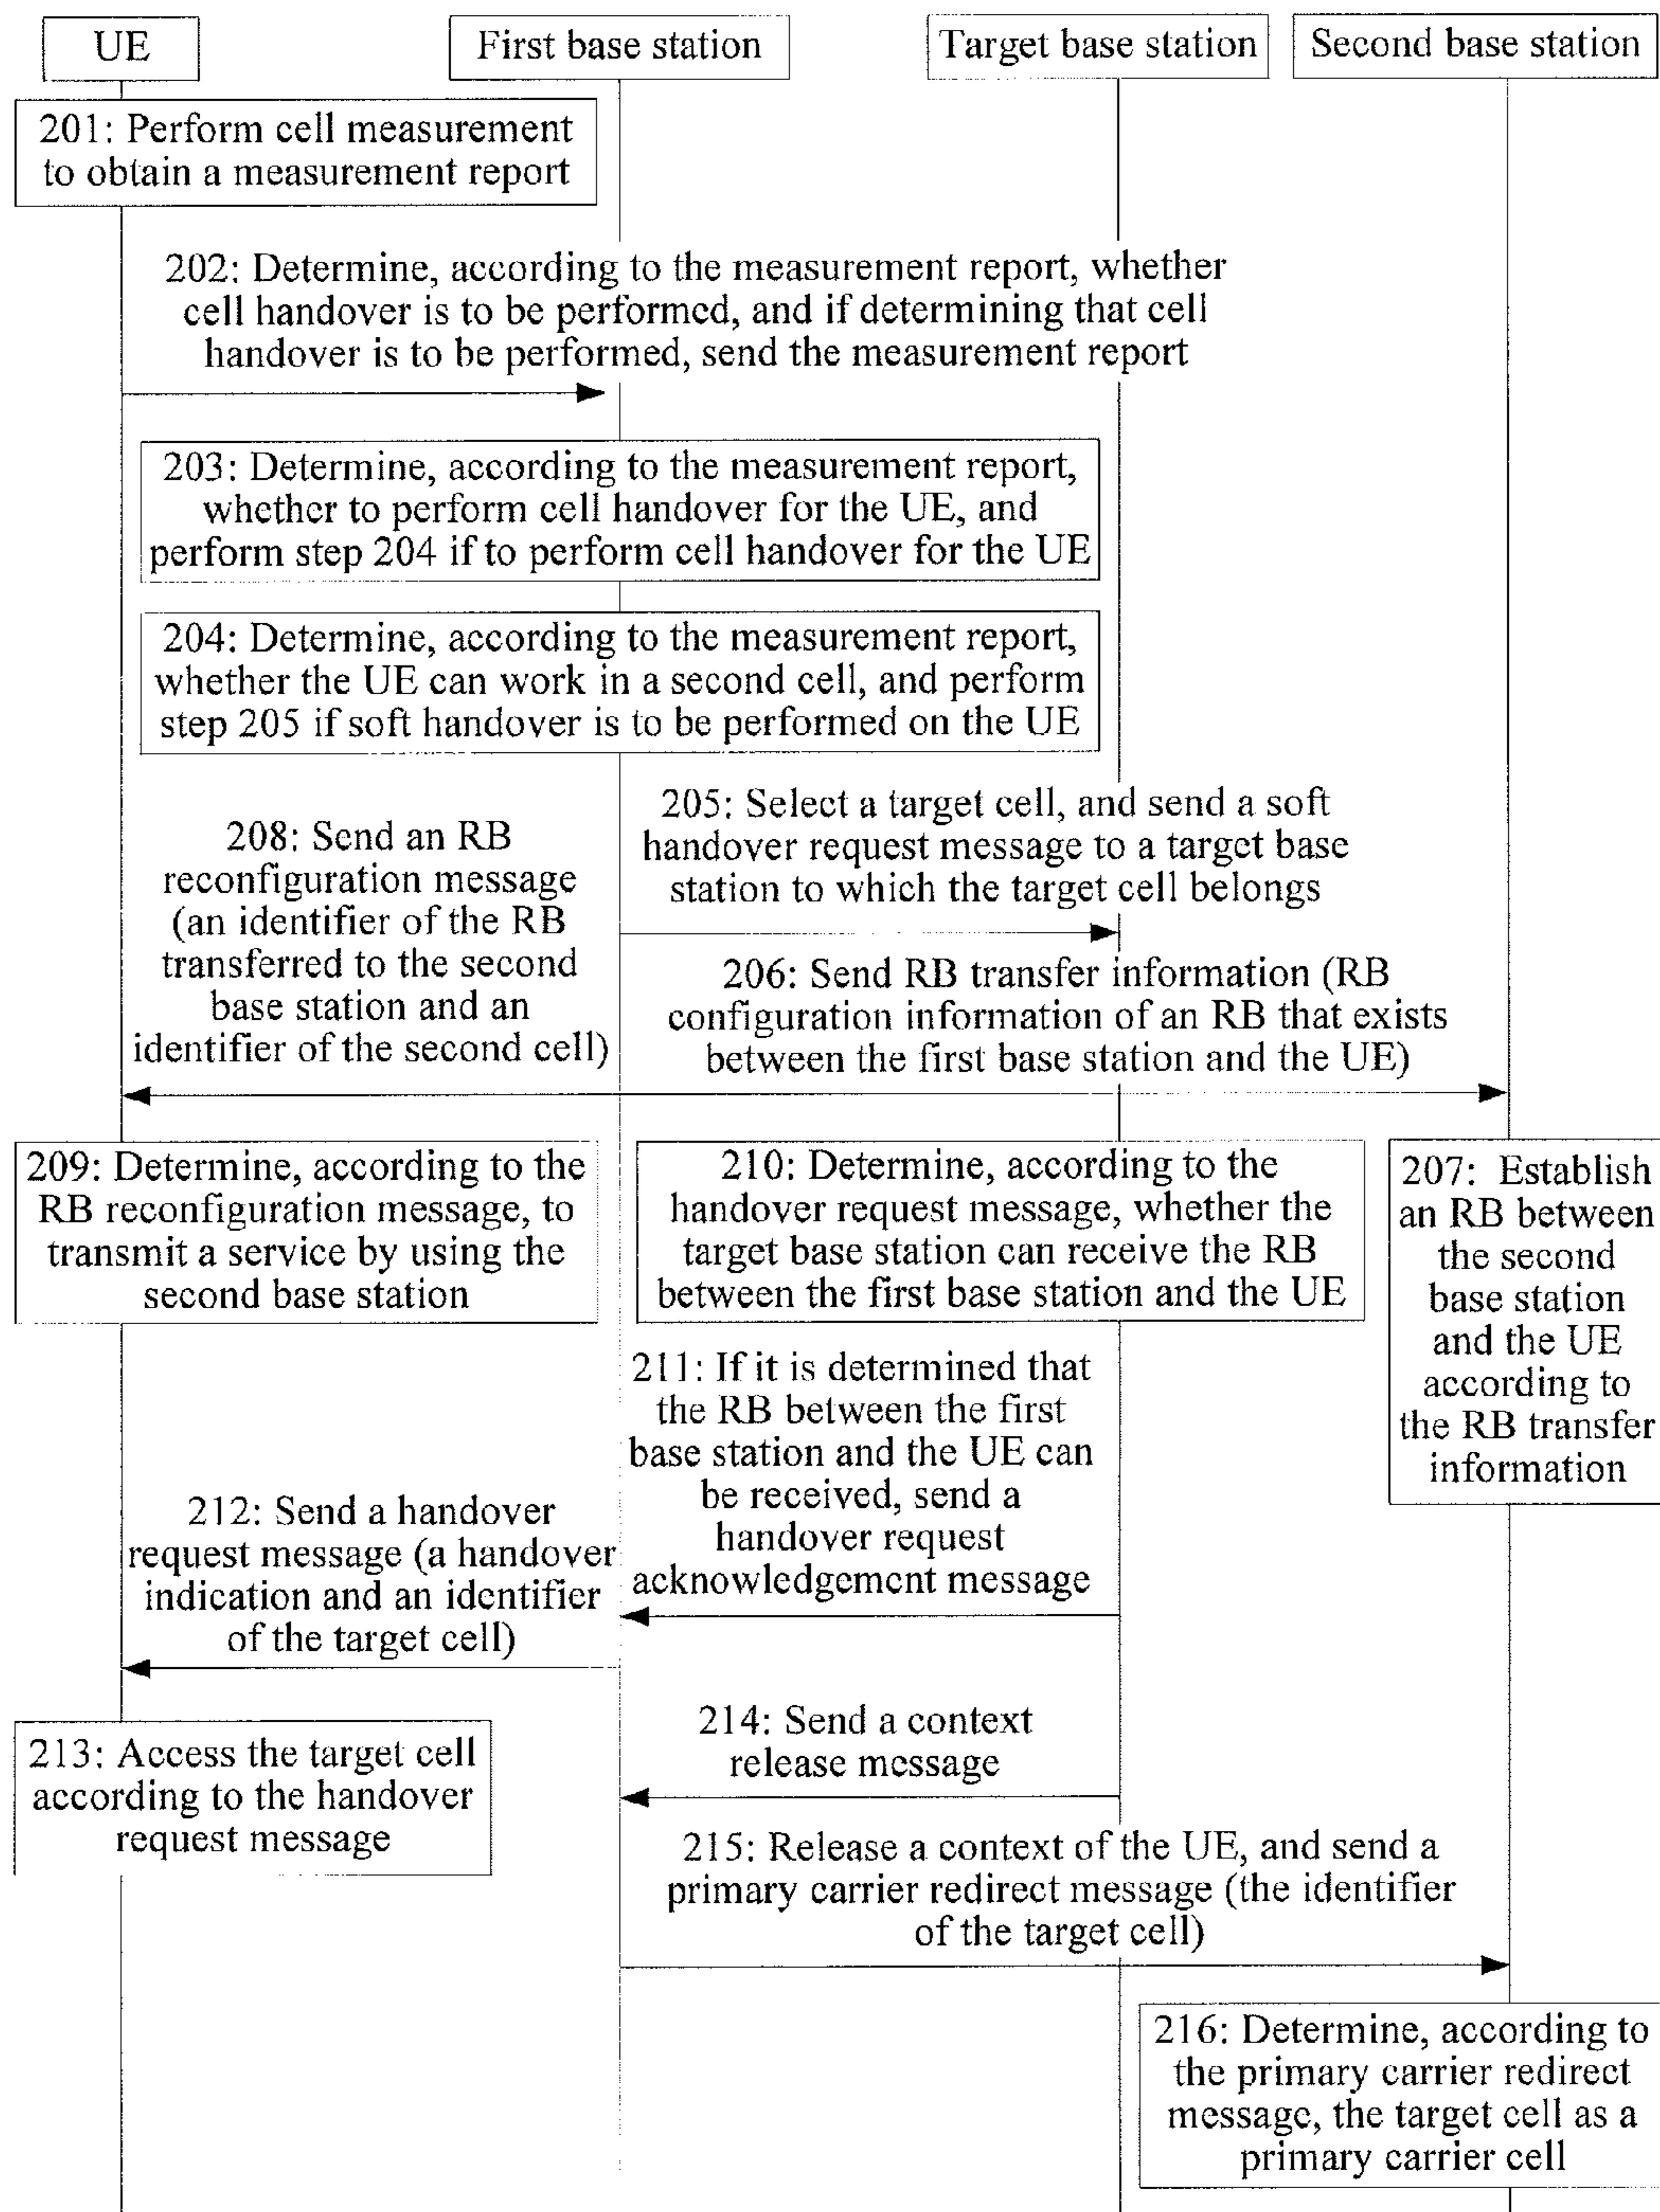 UE
First base station
Target base station
Second base station
201: Perform cell measurement
to obtain a measurement report
202: Determine, according to the measurement report, whether
cell handover is to be performed, and if determining that cell
handover is to be performed, send the measurement report
203: Determine, according to the measurement report,
whether to perform cell handover for the UE, and
perform step 204 if to perform cell handover for the UE
204: Determine, according to the measurement report,
whether the UE can work in a second cell, and perform
step 205 if soft handover is to be performed on the UE
205: Select a target cell, and send a soft
handover request message to a target base
station to which the target cell belongs
208: Send an RB
reconfiguration message
(an identifier of the RB
transferred to the second
base station and an
identifier of the second cell)
206: Send RB transfer information (RB
configuration information of an RB that exists
between the first base station and the UE)
209: Determine, according to the
RB reconfiguration message, to
transmit a service by using the
second base station
210: Determine, according to the
handover request message, whether the
target base station can receive the RB
between the first base station and the UE
207: Establish
an RB between
the second
base station
and the UE
according to
the RB transfer
information
211: If it is determined that
the RB between the first
base station and the UE can
be received, send a
handover request
acknowledgement message
212: Send a handover
request message (a handover
indication and an identifier
of the target cell)
213: Access the target cell
according to the handover
request message
214: Send a context
release message
215: Release a context of the UE, and send a
primary carrier redirect message (the identifier
of the target cell)
216: Determine, according to
the primary carrier redirect
message, the target cell as a
primary carrier cell